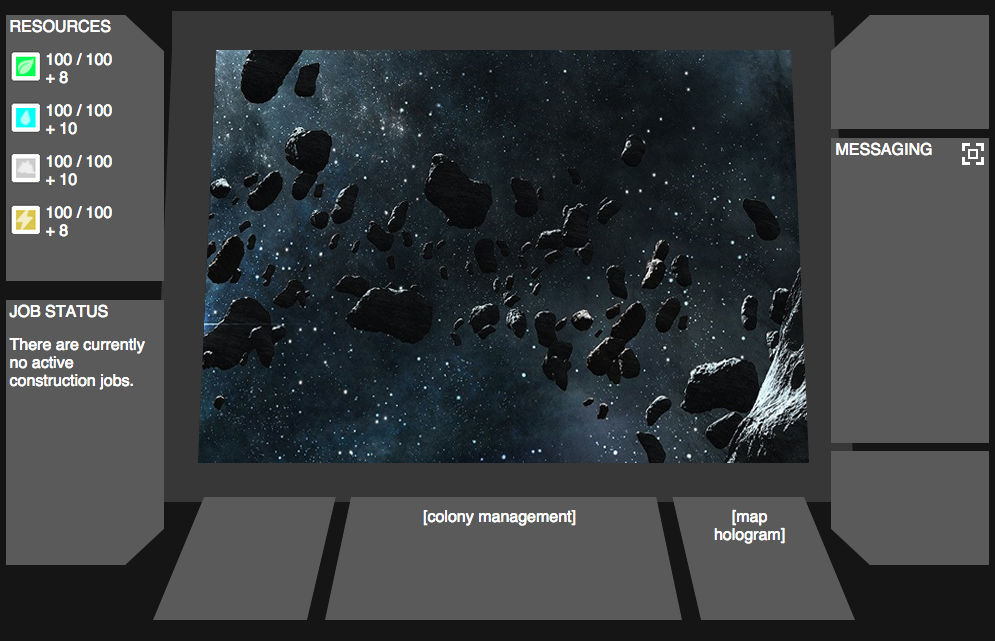 RESOURCES
100 / 100
+ 8
100 / 100
+ 10
100 / 100
+ 10
100 / 100
+ 8
JOB STATUS
There are currently
no active
construction jobs.
MESSAGING
[colony management]
[map
hologram]